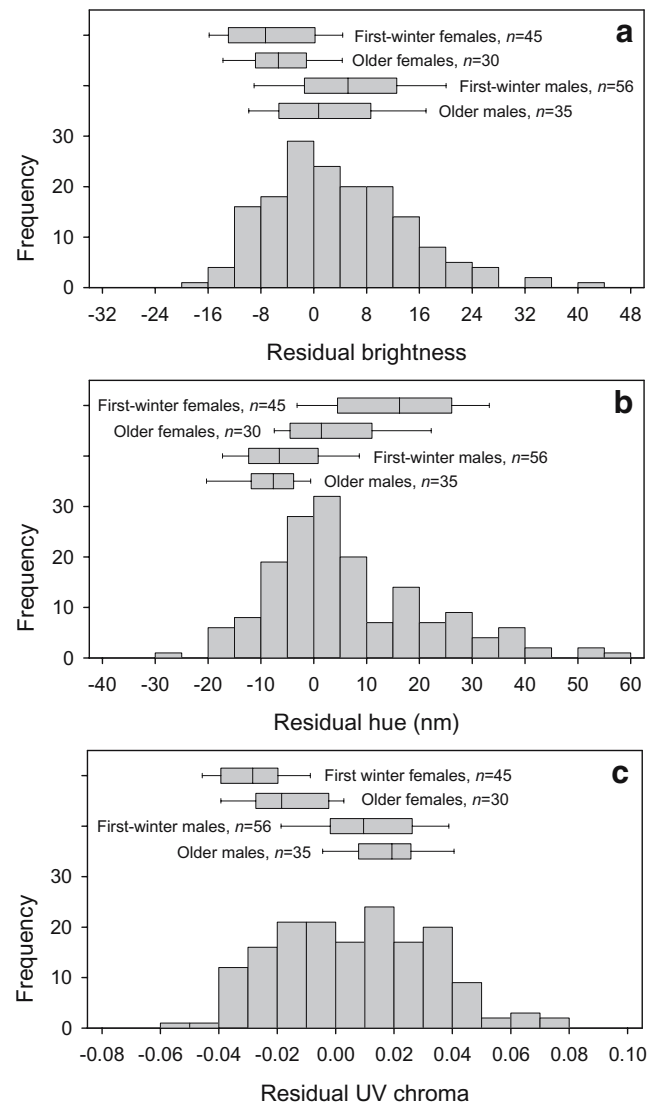 a
First-winter females, n=45
Older females, n=30
First-winter males, n=56
Older males, n=35
Frequency
30
20
10
0
-32 -24 -16 -8 0 8 16 24 32 40 48
Residual brightness
b
First-winter females, n=45
Older females, n=30
First-winter males, n=56
Older males, n=35
Frequency
30
20
10
0
-40 -30 -20 -10 0 10 20 30 40 50 60
Residual hue (nm)
c
First winter females, n=45
Older females, n=30
First-winter males, n=56
Older males, n=35
Frequency
30
20
10
0
-0.08 -0.06 -0.04 -0.02 0.00 0.02 0.04 0.06 0.08 0.10
Residual UV chroma